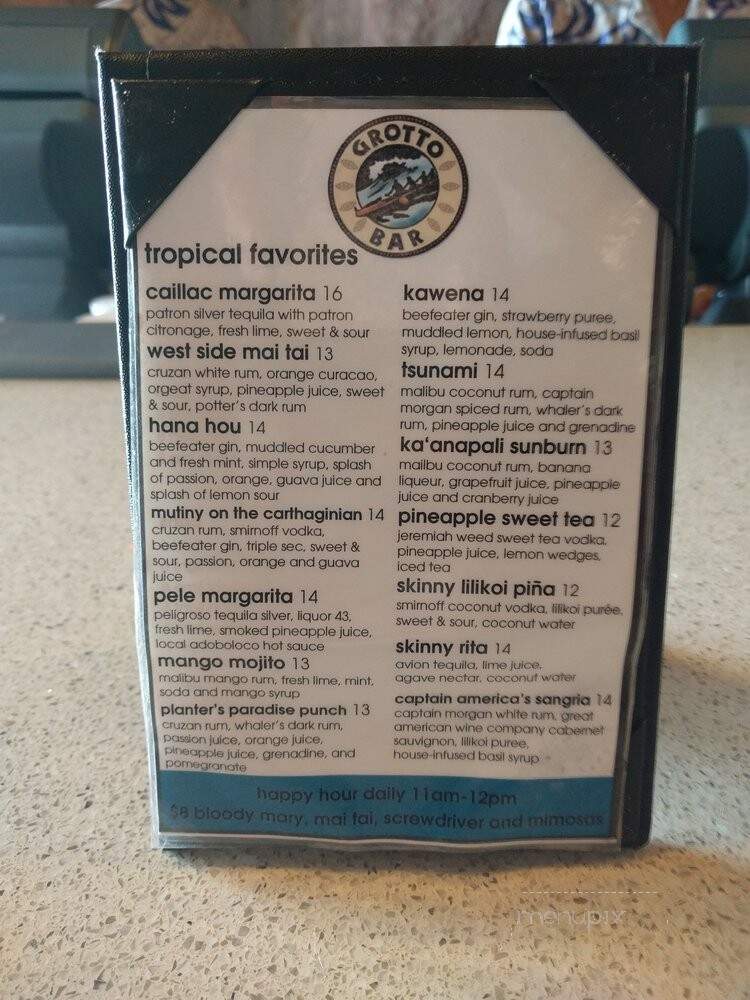 GROTTO
BAR
tropical favorites
caillac margarita 16
patron silver tequila with patron
citronage, fresh lime, sweet & sour
west side mai tai 13
cruzan white rum, orange curacao,
orgeat syrup, pineapple juice, sweet
& sour, potter's dark rum
hana hou 14
beefeater gin, muddled cucumber
and fresh mint, simple syrup, splash
of passion, orange, guava juice and
splash of lemon sour
mutiny on the carthaginian 14
cruzan rum, smirnoff vodka,
beefeater gin, triple sec, sweet &
sour, passion, orange and guava
juice
pele margarita 14
peligroso tequila silver, liquor 43,
fresh lime, smoked pineapple juice,
local adoboloco hot sauce
mango mojito 13
malibu mango rum, fresh lime, mint,
soda and mango syrup
planter's paradise punch 13
cruzan rum, whaler's dark rum,
passion juice, orange juice,
pineapple juice, grenadine, and
pomegranate
kawena 14
beefeater gin, strawberry puree,
muddled lemon, house-infused basil
syrup, lemonade, soda
tsunami 14
malibu coconut rum, captain
morgan spiced rum, whaler's dark
rum, pineapple juice and grenadine
kaʻanapali sunburn 13
mailbu coconut rum, banana
liqueur, grapefruit juice, pineapple
juice and cranberry juice
pineapple sweet tea 12
jeremiah weed sweet tea vodka,
pineapple juice, lemon wedges,
iced tea
skinny lilikoi piña 12
smirnoff coconut vodka, lilikoi purée,
sweet & sour, coconut water
skinny rita 14
avion tequila, lime juice,
agave nectar, coconut water
captain america's sangria 14
captain morgan white rum, great
american wine company cabernet
sauvignon, lilikoi puree,
house-infused basil syrup
happy hour daily 11am-12pm
$8 bloody mary, mai tai, screwdriver and mimosas
menupix